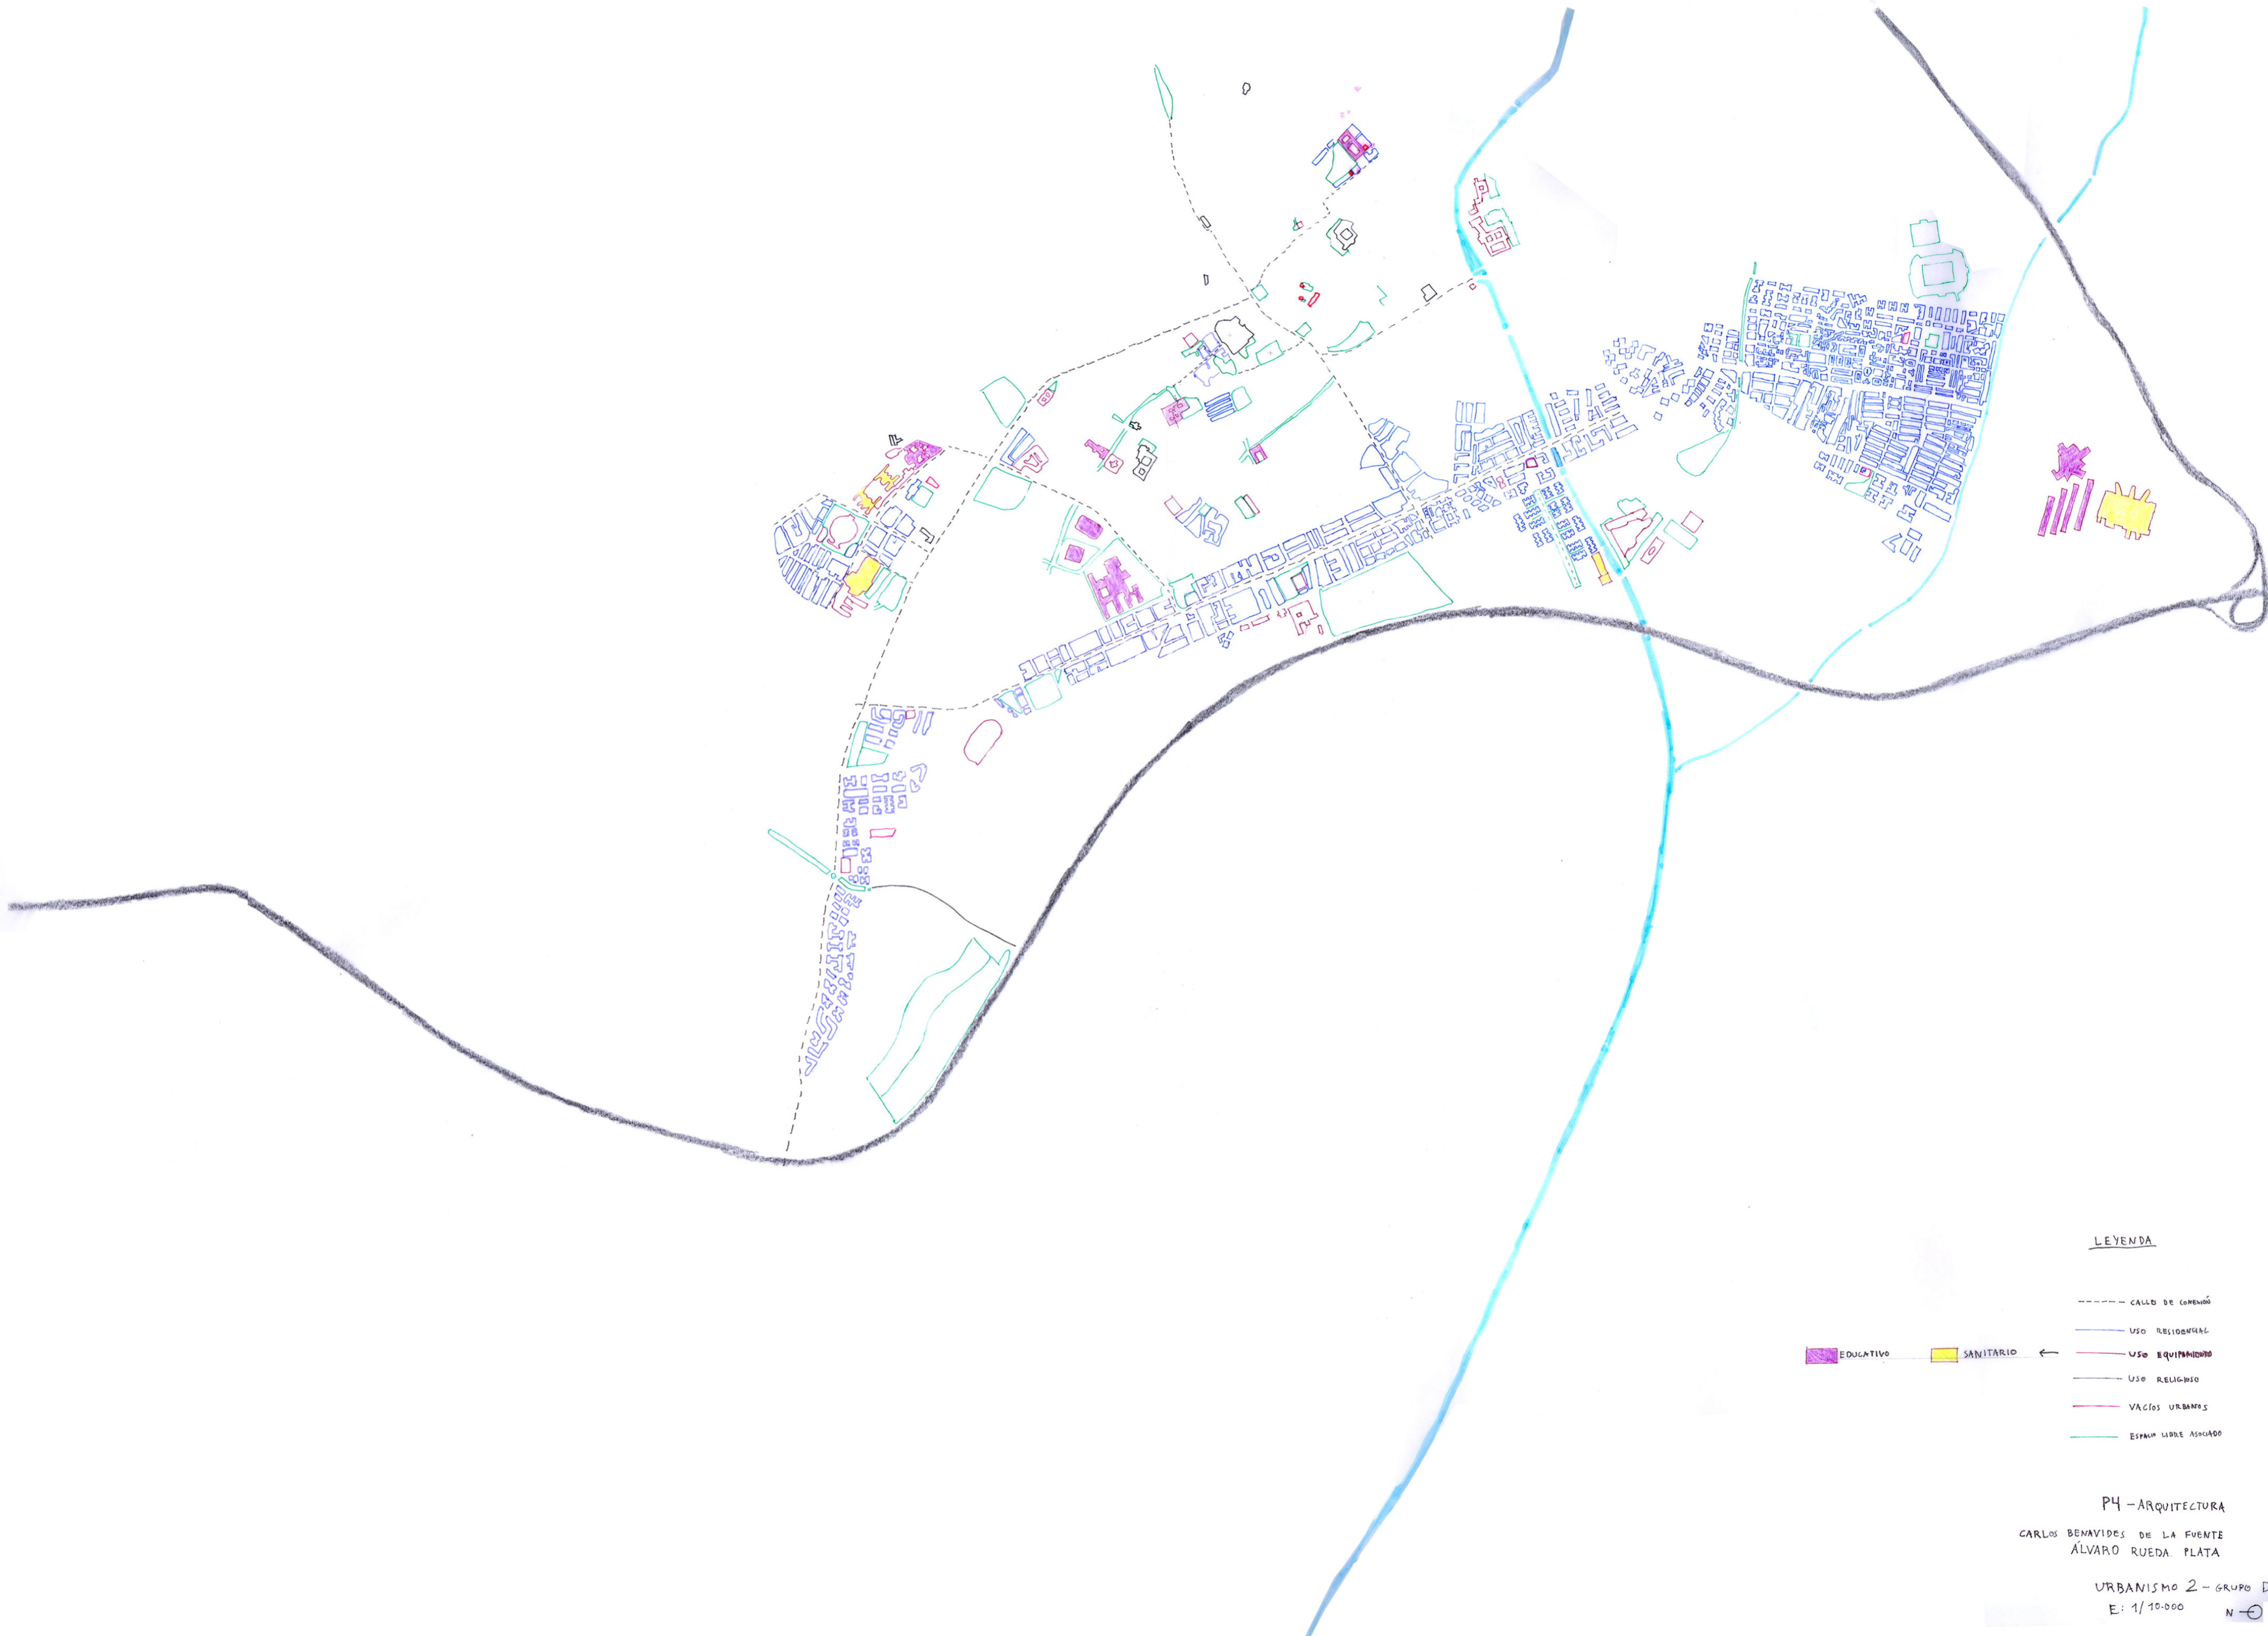 LEYENDA
CALLES DE CONEXIÓN
USO RESIDENCIAL
EDUCATIVO SANITARIO ← USO EQUIPAMIENTO
USO RELIGIOSO
VACÍOS URBANOS
ESPACIO LIBRE ASOCIADO
P4 - ARQUITECTURA
CARLOS BENAVIDES DE LA FUENTE
ÁLVARO RUEDA PLATA
URBANISMO 2 - GRUPO D
E: 1/10.000
N